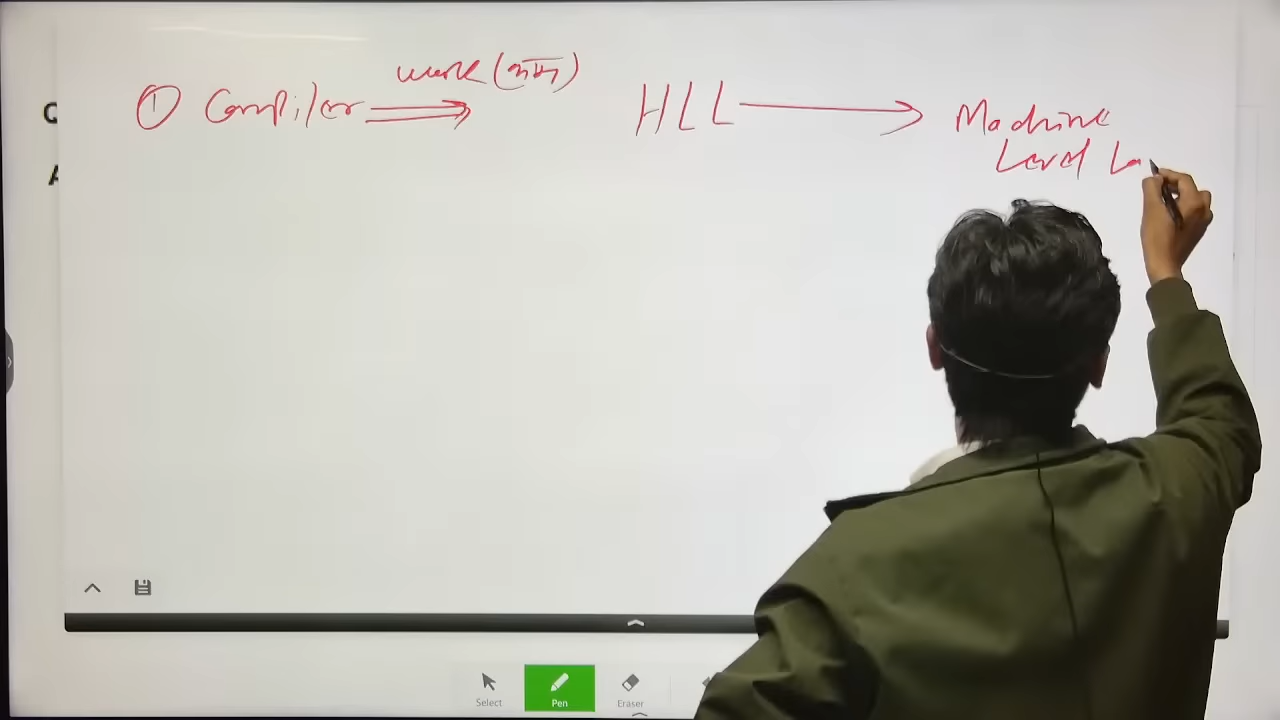 ① Compiler ⇒ work (काम) HLL → Machine
Level La
Q
A
Select Pen Eraser